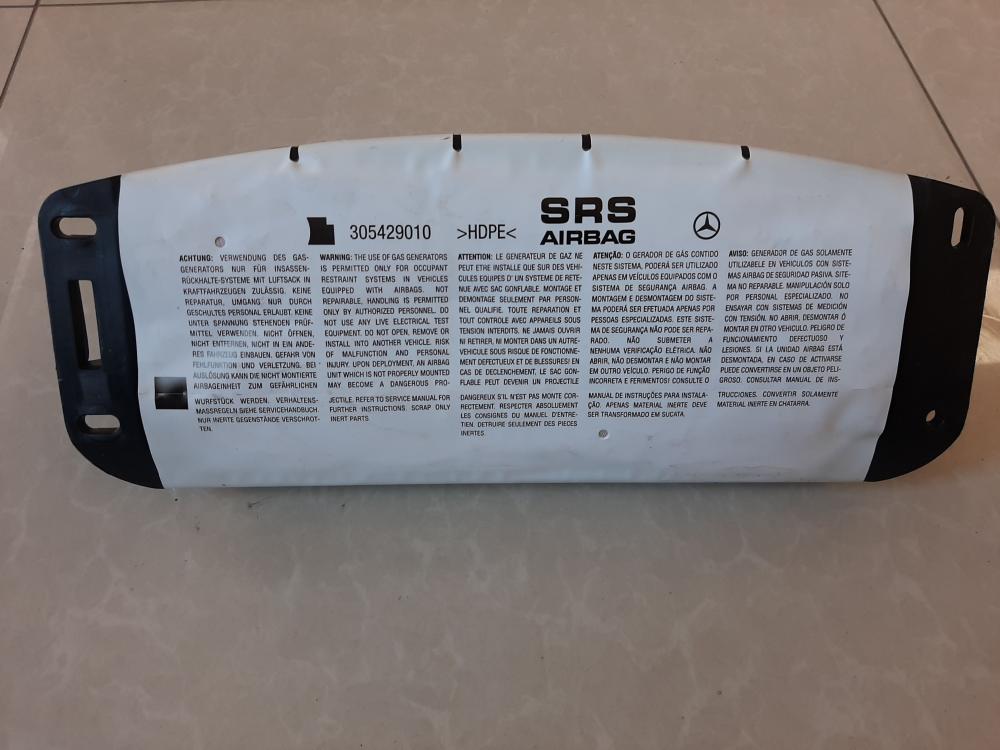 SRS
AIRBAG
305429010 >HDPE<
ACHTUNG: VERWENDUNG DES GAS-
GENERATORS NUR FÜR INSASSEN-
RÜCKHALTE-SYSTEME MIT LUFTSACK IN
KRAFTFAHRZEUGEN ZULÄSSIG. KEINE
REPARATUR, UMGANG NUR DURCH
GESCHULTES PERSONAL ERLAUBT. KEINE
UNTER SPANNUNG STEHENDEN PRÜF-
MITTEL VERWENDEN. NICHT ÖFFNEN,
NICHT ENTFERNEN, NICHT IN EIN ANDE-
RES FAHRZEUG EINBAUEN. GEFAHR VON
FEHLFUNKTION UND VERLETZUNG. BEI
AUSLÖSUNG KANN DIE NICHT MONTIERTE
AIRBAGEINHEIT ZUM GEFÄHRLICHEN
WURFSTÜCK WERDEN. VERHALTENS-
MASSREGELN SIEHE SERVICEHANDBUCH.
NUR INERTE GEGENSTÄNDE VERSCHROT-
TEN.
WARNING: THE USE OF GAS GENERATORS
IS PERMITTED ONLY FOR OCCUPANT
RESTRAINT SYSTEMS IN VEHICLES
EQUIPPED WITH AIRBAGS. NOT
REPAIRABLE, HANDLING IS PERMITTED
ONLY BY AUTHORIZED PERSONNEL. DO
NOT USE ANY LIVE ELECTRICAL TEST
EQUIPMENT. DO NOT OPEN, REMOVE OR
INSTALL INTO ANOTHER VEHICLE. RISK
OF MALFUNCTION AND PERSONAL
INJURY. UPON DEPLOYMENT, AN AIRBAG
UNIT WHICH IS NOT PROPERLY MOUNTED
MAY BECOME A DANGEROUS PRO-
JECTILE. REFER TO SERVICE MANUAL FOR
FURTHER INSTRUCTIONS. SCRAP ONLY
INERT PARTS
ATTENTION: LE GENERATEUR DE GAZ NE
PEUT ETRE INSTALLE QUE SUR DES VEHI-
CULES EQUIPES D' UN SYSTEME DE RETE-
NUE AVEC SAC GONFLABLE. MONTAGE ET
DEMONTAGE SEULEMENT PAR PERSON-
NEL QUALIFIE. TOUTE REPARATION ET
TOUT CONTROLE AVEC APPAREILS SOUS
TENSION INTERDITS. NE JAMAIS OUVRIR
NI RETIRER, NI MONTER DANS UN AUTRE-
VEHICULE SOUS RISQUE DE FONCTIONNE-
MENT DEFECTUEUX ET DE BLESSURES! EN
CAS DE DECLENCHEMENT, LE SAC GON-
FLABLE PEUT DEVENIR UN PROJECTILE
DANGEREUX S'IL N'EST PAS MONTE COR-
RECTEMENT. RESPECTER ABSOLUEMENT
LES CONSIGNES DU MANUEL D'ENTRE-
TIEN. DETRUIRE SEULEMENT DES PIECES
INERTES.
ATENÇÃO: O GERADOR DE GÁS CONTIDO
NESTE SISTEMA, PODERÁ SER UTILIZADO
APENAS EM VEÍCULOS EQUIPADOS COM O
SISTEMA DE SEGURANÇA AIRBAG. A
MONTAGEM E DESMONTAGEM DO SISTE-
MA PODERÁ SER EFETUADA APENAS POR
PESSOAS ESPECIALIZADAS. ESTE SISTE-
MA DE SEGURANÇA NÃO PODE SER REPA-
RADO. NÃO SUBMETER A
NENHUMA VERIFICAÇÃO ELÉTRICA. NÃO
ABRIR, NÃO DESMONTAR E NÃO MONTAR
EM OUTRO VEÍCULO. PERIGO DE FUNÇÃO
INCORRETA E FERIMENTOS! CONSULTE O
MANUAL DE INSTRUÇÕES PARA INSTALA-
ÇÃO. APENAS MATERIAL INERTE DEVE
SER TRANSFORMADO EM SUCATA.
AVISO: GENERADOR DE GAS SOLAMENTE
UTILIZABELE EN VEHICULOS CON SISTE-
MAS AIRBAG DE SEGURIDAD PASIVA. SITE-
MA NO REPARABLE. MANIPULACIÓN SOLO
POR PERSONAL ESPECIALIZADO. NO
ENSAYAR CON SISTEMAS DE MEDICIÓN
CON TENSIÓN. NO ABRIR, DESMONTAR Ó
MONTAR EN OTRO VEHICULO. PELIGRO DE
FUNCIONAMIENTO DEFECTUOSO Y
LESIONES. SI LA UNIDAD AIRBAG ESTÁ
DESMONTADA, EN CASO DE ACTIVARSE
PUEDE CONVERTIRSE EN UN OBJETO PELI-
GROSO. CONSULTAR MANUAL DE INS-
TRUCCIONES. CONVERTIR SOLAMENTE
MATERIAL INERTE EN CHATARRA.